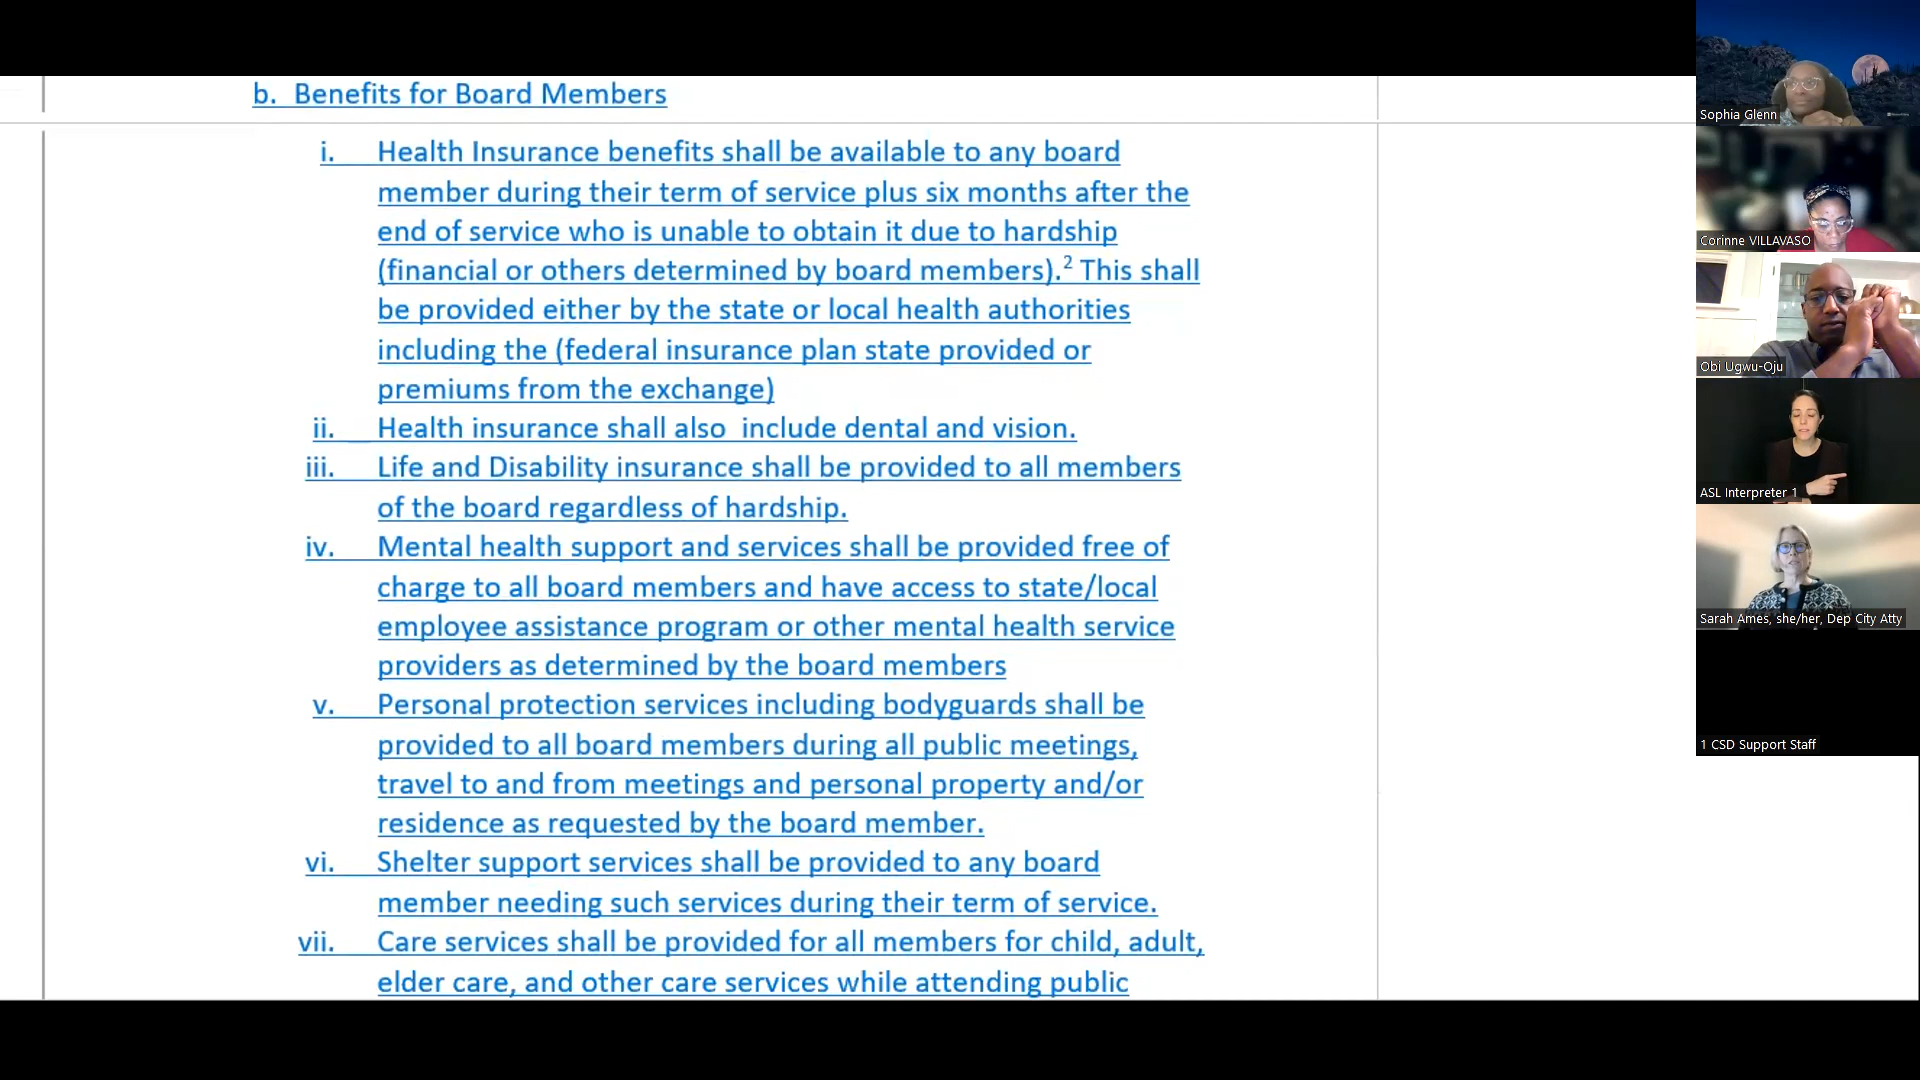 b. Benefits for Board Members
i. Health Insurance benefits shall be available to any board
member during their term of service plus six months after the
end of service who is unable to obtain it due to hardship
(financial or others determined by board members).2 This shall
be provided either by the state or local health authorities
including the (federal insurance plan state provided or
premiums from the exchange)
ii. Health insurance shall also  include dental and vision.
iii. Life and Disability insurance shall be provided to all members
of the board regardless of hardship.
iv. Mental health support and services shall be provided free of
charge to all board members and have access to state/local
employee assistance program or other mental health service
providers as determined by the board members
v. Personal protection services including bodyguards shall be
provided to all board members during all public meetings,
travel to and from meetings and personal property and/or
residence as requested by the board member.
vi. Shelter support services shall be provided to any board
member needing such services during their term of service.
vii. Care services shall be provided for all members for child, adult,
elder care, and other care services while attending public
Sophia Glenn
Corinne VILLAVASO
Obi Ugwu-Oju
ASL Interpreter 1
Sarah Ames, she/her, Dep City Atty
1 CSD Support Staff